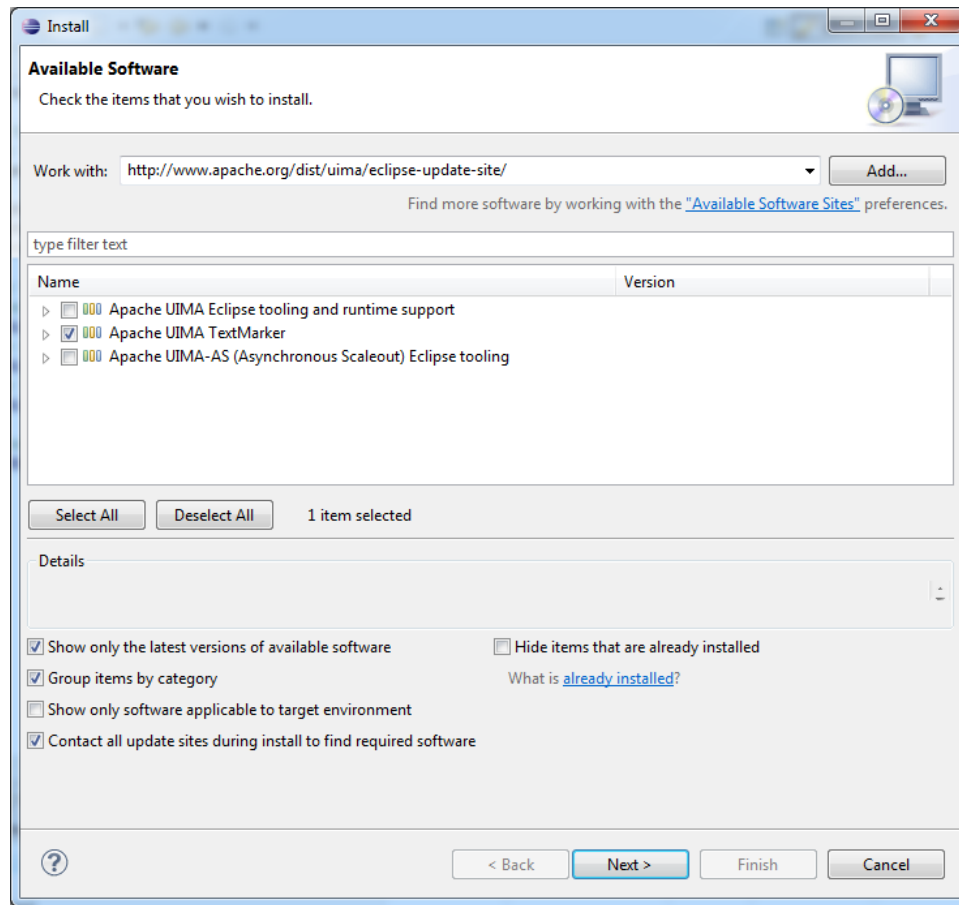 Install
Available Software
Check the items that you wish to install.
Work with: http://www.apache.org/dist/uima/eclipse-update-site/ Add...
Find more software by working with the "Available Software Sites" preferences.
type filter text
Name Version
Apache UIMA Eclipse tooling and runtime support
Apache UIMA TextMarker
Apache UIMA-AS (Asynchronous Scaleout) Eclipse tooling
Select All Deselect All 1 item selected
Details
Show only the latest versions of available software Hide items that are already installed
Group items by category What is already installed?
Show only software applicable to target environment
Contact all update sites during install to find required software
< Back Next > Finish Cancel